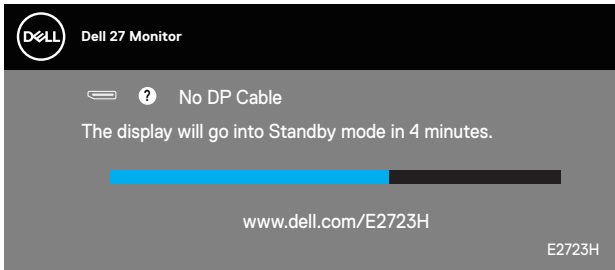 DELL
Dell 27 Monitor
? No DP Cable
The display will go into Standby mode in 4 minutes.
www.dell.com/E2723H
E2723H